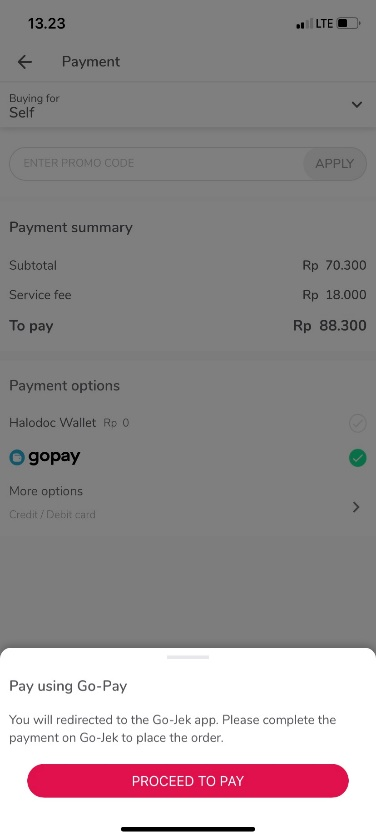 13.23
LTE
Payment
Buying for
Self
ENTER PROMO CODE
APPLY
Payment summary
Subtotal Rp 70.300
Service fee Rp 18.000
To pay Rp 88.300
Payment options
Halodoc Wallet Rp 0
gopay
More options
Credit / Debit card
Pay using Go-Pay
You will redirected to the Go-Jek app. Please complete the
payment on Go-Jek to place the order.
PROCEED TO PAY